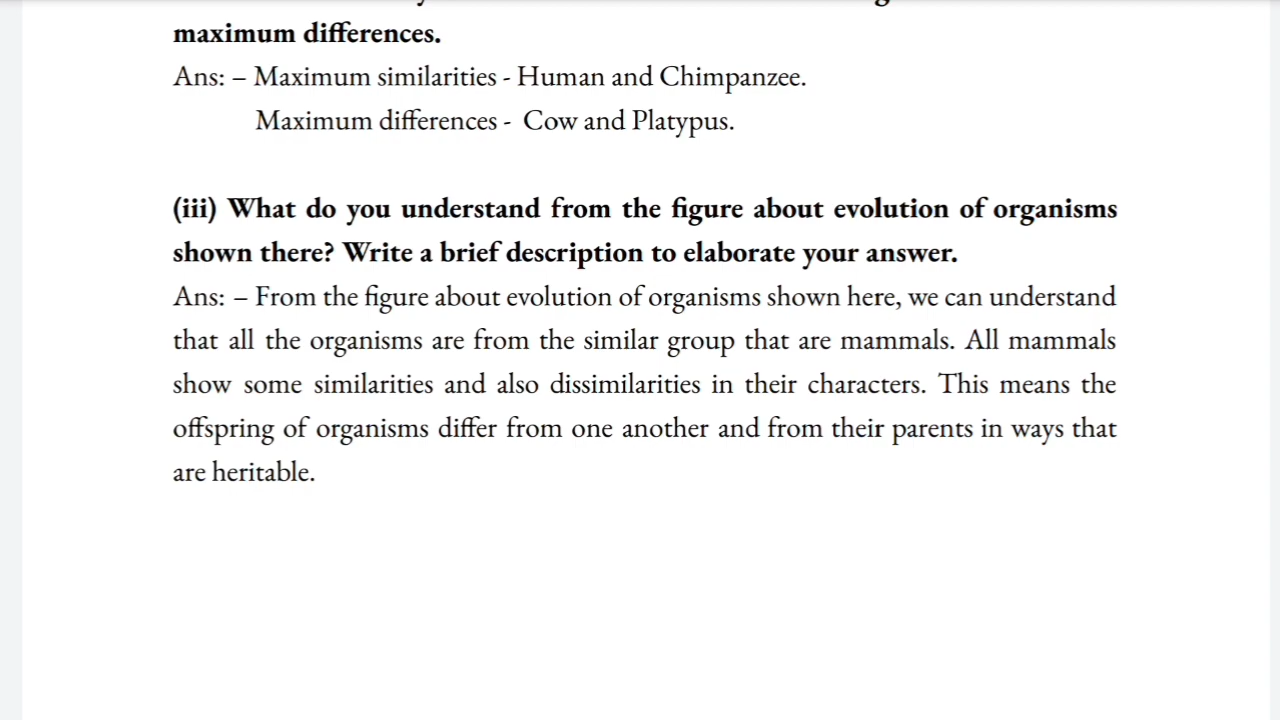 maximum differences.
Ans: – Maximum similarities - Human and Chimpanzee.
Maximum differences - Cow and Platypus.
(iii) What do you understand from the figure about evolution of organisms
shown there? Write a brief description to elaborate your answer.
Ans: – From the figure about evolution of organisms shown here, we can understand
that all the organisms are from the similar group that are mammals. All mammals
show some similarities and also dissimilarities in their characters. This means the
offspring of organisms differ from one another and from their parents in ways that
are heritable.